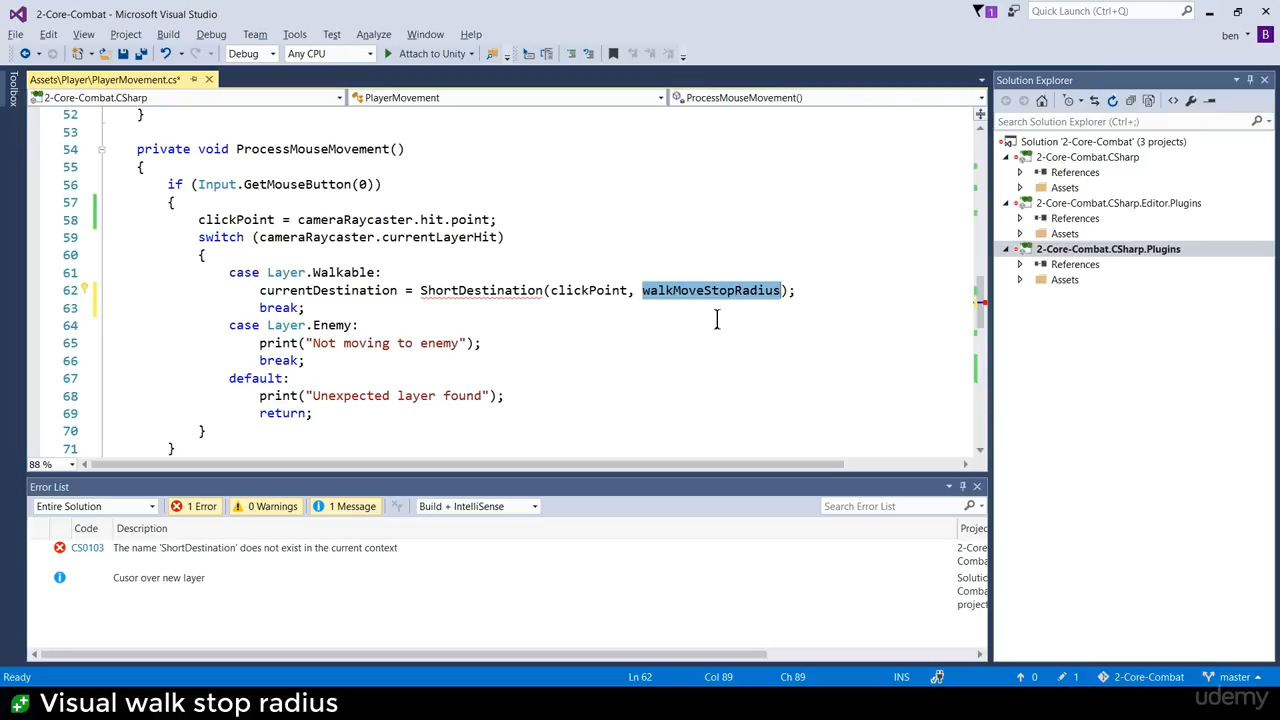 2-Core-Combat - Microsoft Visual Studio
1
Quick Launch (Ctrl+Q)
File Edit View Project Build Debug Team Tools Test Analyze Window Help
ben
B
Debug
Any CPU
Attach to Unity
Toolbox
Assets\Player\PlayerMovement.cs*
2-Core-Combat.CSharp
PlayerMovement
ProcessMouseMovement()
52 }
53
54 private void ProcessMouseMovement()
55 {
56 if (Input.GetMouseButton(0))
57 {
58 clickPoint = cameraRaycaster.hit.point;
59 switch (cameraRaycaster.currentLayerHit)
60 {
61 case Layer.Walkable:
62 currentDestination = ShortDestination(clickPoint, walkMoveStopRadius);
63 break;
64 case Layer.Enemy:
65 print("Not moving to enemy");
66 break;
67 default:
68 print("Unexpected layer found");
69 return;
70 }
71 }
88 %
Solution Explorer
Search Solution Explorer (Ctrl+;)
Solution '2-Core-Combat' (3 projects)
2-Core-Combat.CSharp
References
Assets
2-Core-Combat.CSharp.Editor.Plugins
References
Assets
2-Core-Combat.CSharp.Plugins
References
Assets
Error List
Entire Solution
1 Error
0 Warnings
1 Message
Build + IntelliSense
Search Error List
Code Description Projec
CS0103 The name 'ShortDestination' does not exist in the current context 2-Core
Comba
Cusor over new layer Solutio
Comba
project
Ready Ln 62 Col 89 Ch 89 INS 0 1 2-Core-Combat master
Visual walk stop radius
udemy